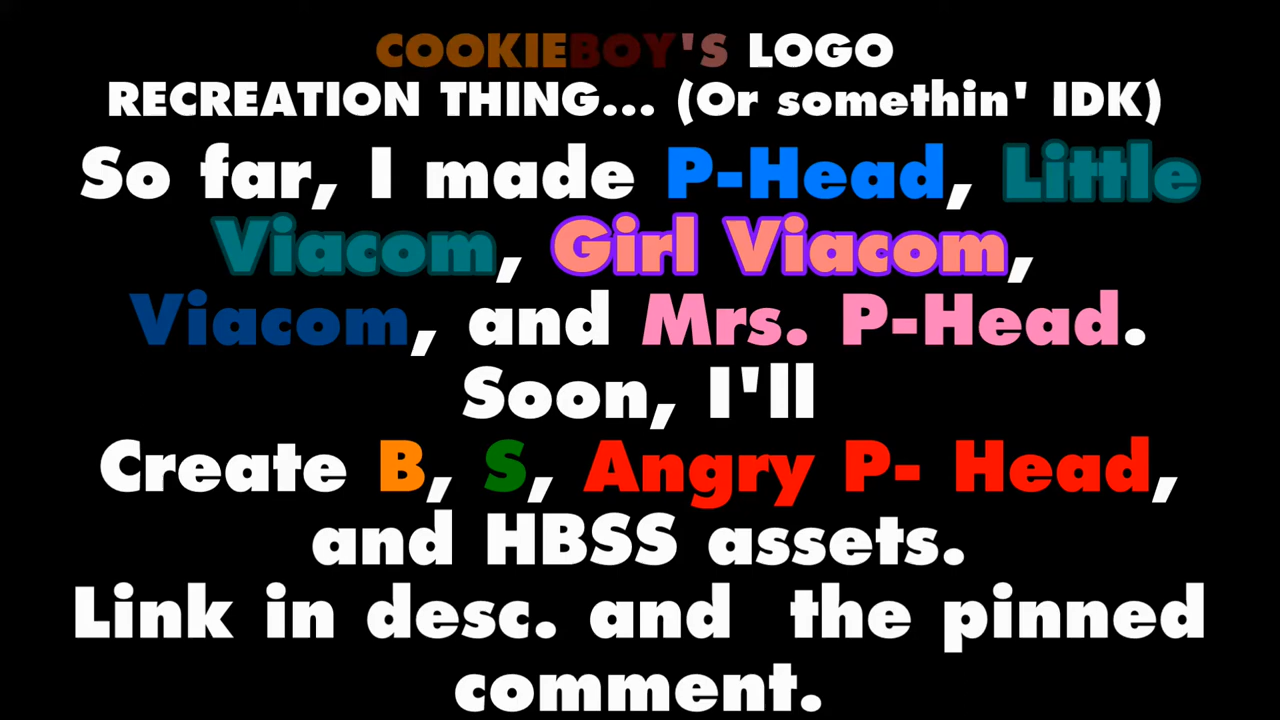 COOKIEBOY'S LOGO
RECREATION THING... (Or somethin' IDK)
So far, I made P-Head, Little
Viacom, Girl Viacom,
Viacom, and Mrs. P-Head.
Soon, I'll
Create B, S, Angry P- Head,
and HBSS assets.
Link in desc. and  the pinned
comment.